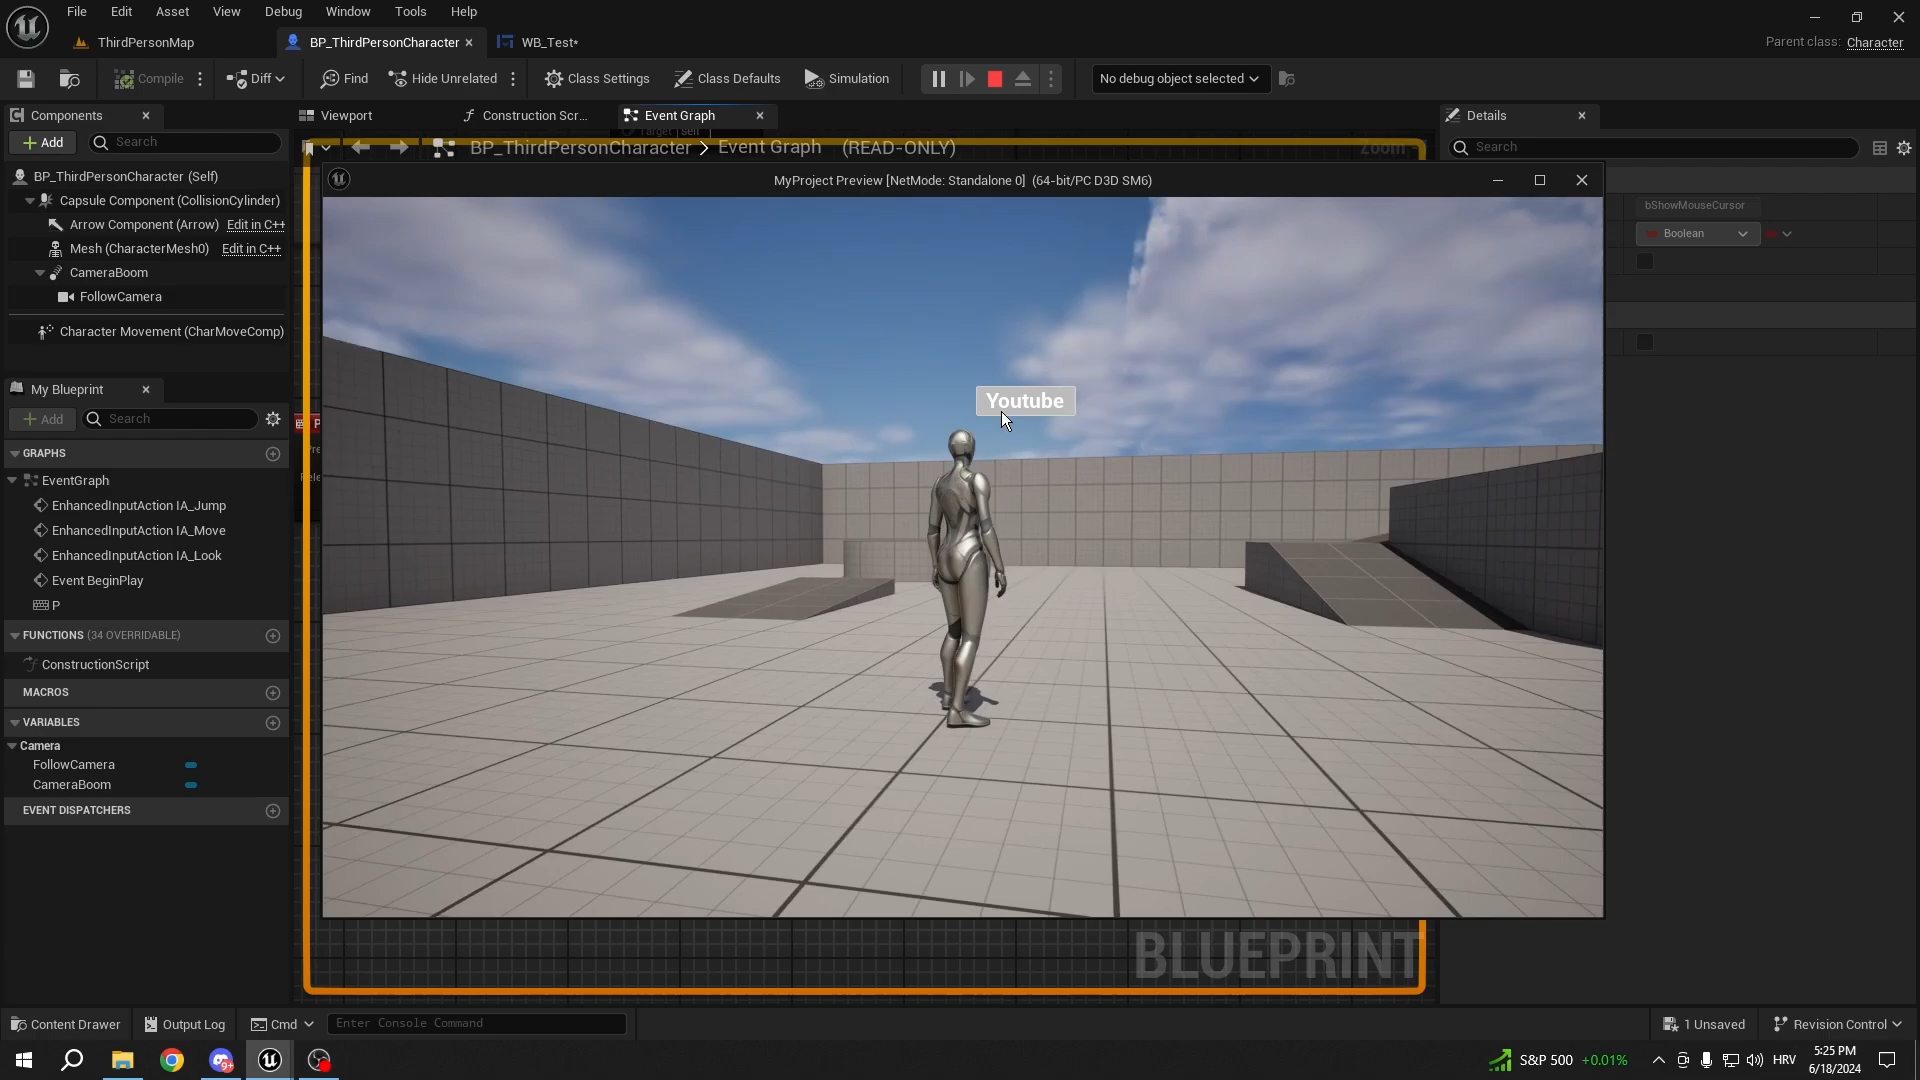 File Edit Asset View Debug Window Tools Help
ThirdPersonMap BP_ThirdPersonCharacter WB_Test*
Parent class: Character
Compile Diff Find Hide Unrelated Class Settings Class Defaults Simulation No debug object selected
Components Viewport Construction Scr... Event Graph Details
Add Search
BP_ThirdPersonCharacter > Event Graph (READ-ONLY) Zoom
Search
BP_ThirdPersonCharacter (Self)
Capsule Component (CollisionCylinder)
Arrow Component (Arrow) Edit in C++
Mesh (CharacterMesh0) Edit in C++
CameraBoom
FollowCamera
Character Movement (CharMoveComp)
MyProject Preview [NetMode: Standalone 0] (64-bit/PC D3D SM6)
bShowMouseCursor
Boolean
Youtube
My Blueprint
Add Search
GRAPHS
EventGraph
EnhancedInputAction IA_Jump
EnhancedInputAction IA_Move
EnhancedInputAction IA_Look
Event BeginPlay
P
FUNCTIONS (34 OVERRIDABLE)
ConstructionScript
MACROS
VARIABLES
Camera
FollowCamera
CameraBoom
EVENT DISPATCHERS
BLUEPRINT
Content Drawer Output Log Cmd Enter Console Command 1 Unsaved Revision Control
9+ S&P 500 +0.01% HRV 5:25 PM
6/18/2024